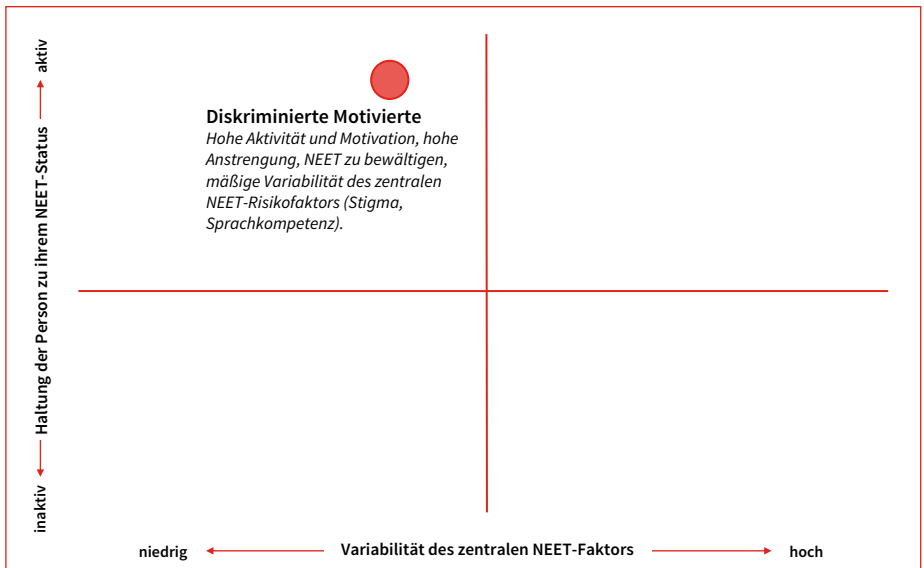 aktiv
Haltung der Person zu ihrem NEET-Status
inaktiv
Diskriminierte Motivierte
Hohe Aktivität und Motivation, hohe
Anstrengung, NEET zu bewältigen,
mäßige Variabilität des zentralen
NEET-Risikofaktors (Stigma,
Sprachkompetenz).
niedrig
Variabilität des zentralen NEET-Faktors
hoch